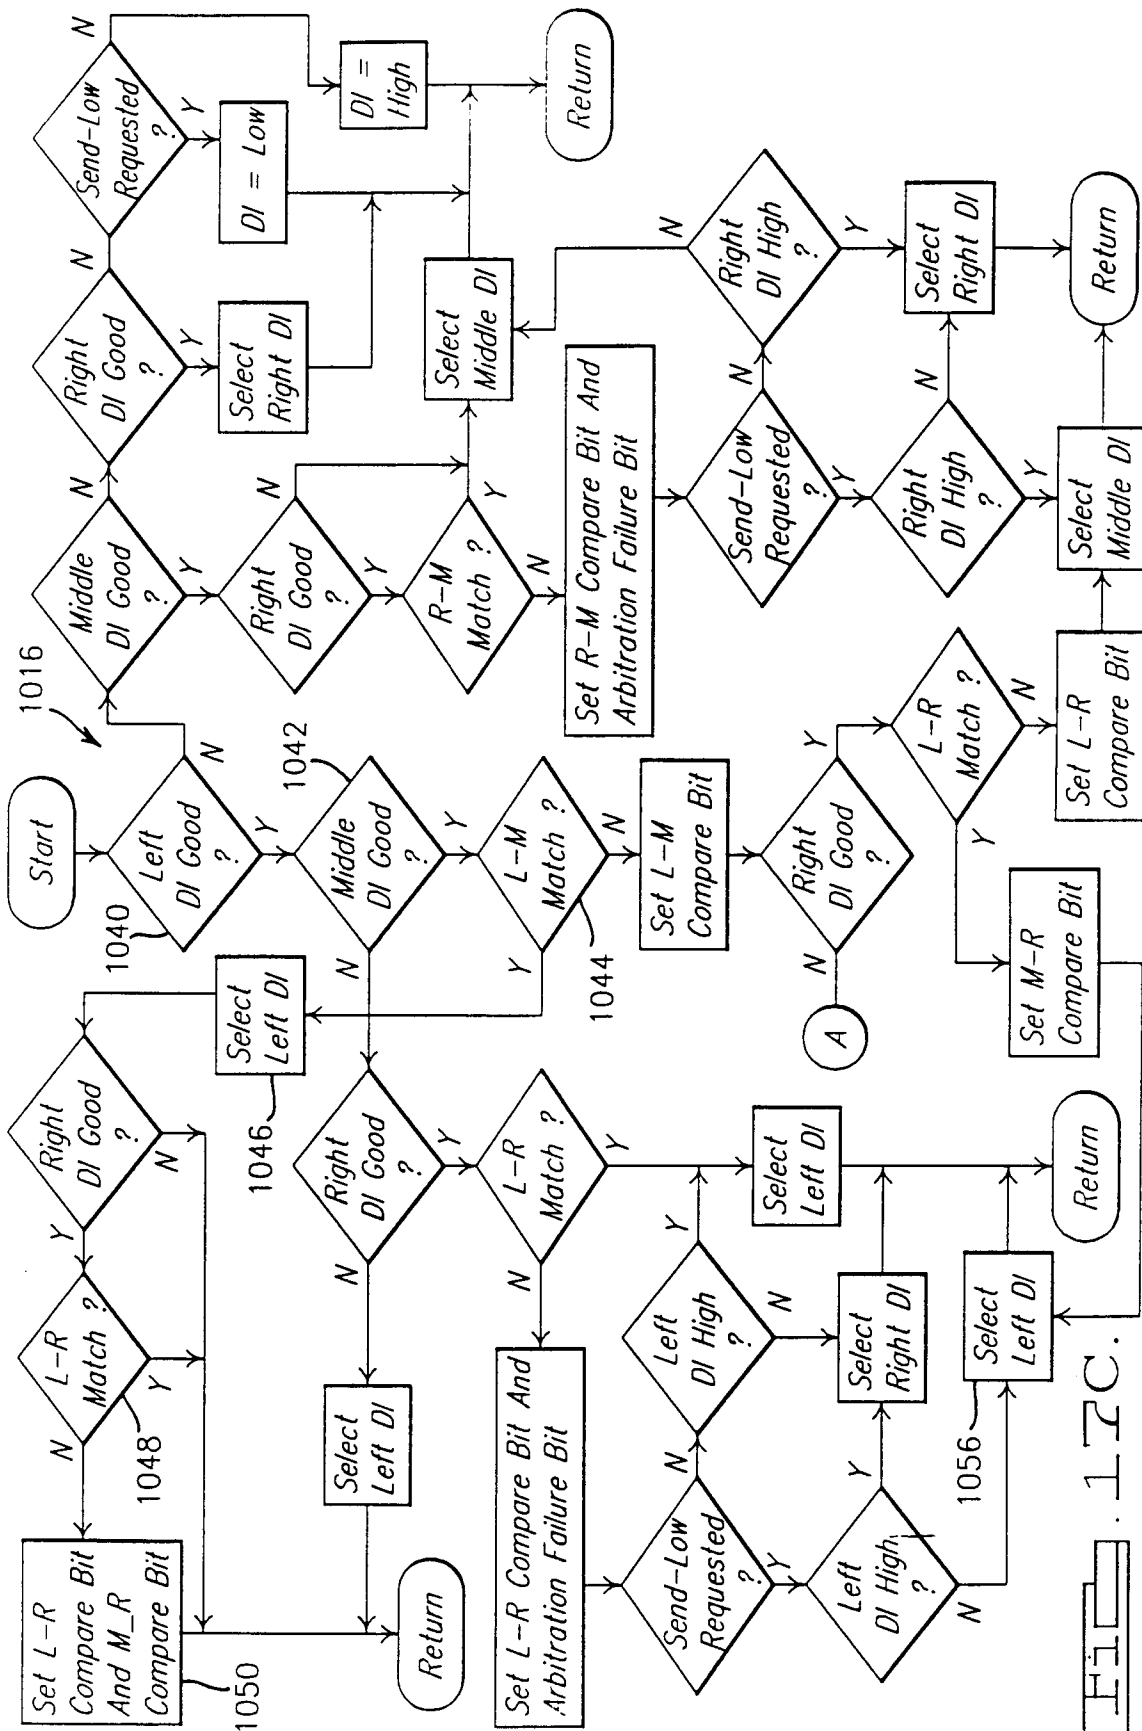 Start
1016
1040
Left
DI Good
?
N
Y
Middle
DI Good
?
N
Y
Right
DI Good
?
N
Y
Send-Low
Requested
?
N
Y
DI = Low
DI =
High
Return
Select
Right DI
Right
DI Good
?
N
Y
R-M
Match ?
Y
N
Select
Middle DI
Set R-M Compare Bit And
Arbitration Failure Bit
Send-Low
Requested
?
N
Y
Right
DI High
?
N
Y
Right
DI High
?
N
Y
Select
Right DI
Select
Middle DI
Return
1042
Middle
DI Good
?
N
Y
L-M
Match ?
Y
N
1044
Set L-M
Compare Bit
Right
DI Good
?
N
Y
A
L-R
Match ?
Y
N
Set L-R
Compare Bit
Set M-R
Compare Bit
Select
Left DI
1046
Right
DI Good
?
Y
N
L-R
Match ?
N
Y
1048
Set L-R
Compare Bit
And M_R
Compare Bit
1050
Right
DI Good
?
N
Y
Select
Left DI
Return
L-R
Match ?
N
Y
Set L-R Compare Bit And
Arbitration Failure Bit
Send-Low
Requested
?
N
Y
Left
DI High
?
Y
N
Left
DI High
?
Y
N
Select
Left DI
Select
Right DI
Select
Left DI
1056
Return
FIG. 17C.